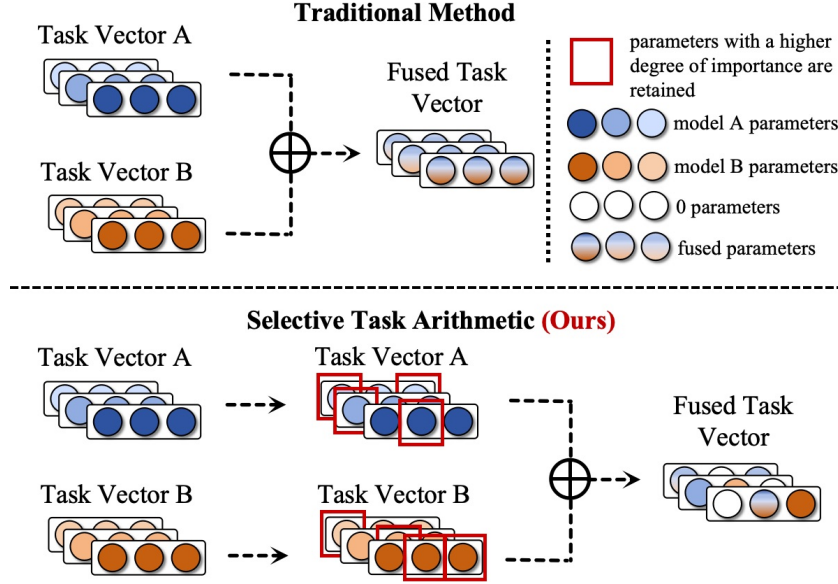 Traditional Method
Task Vector A
Task Vector B
Fused Task
Vector
parameters with a higher
degree of importance are
retained
model A parameters
model B parameters
0 parameters
fused parameters
Selective Task Arithmetic (Ours)
Task Vector A
Task Vector A
Task Vector B
Task Vector B
Fused Task
Vector